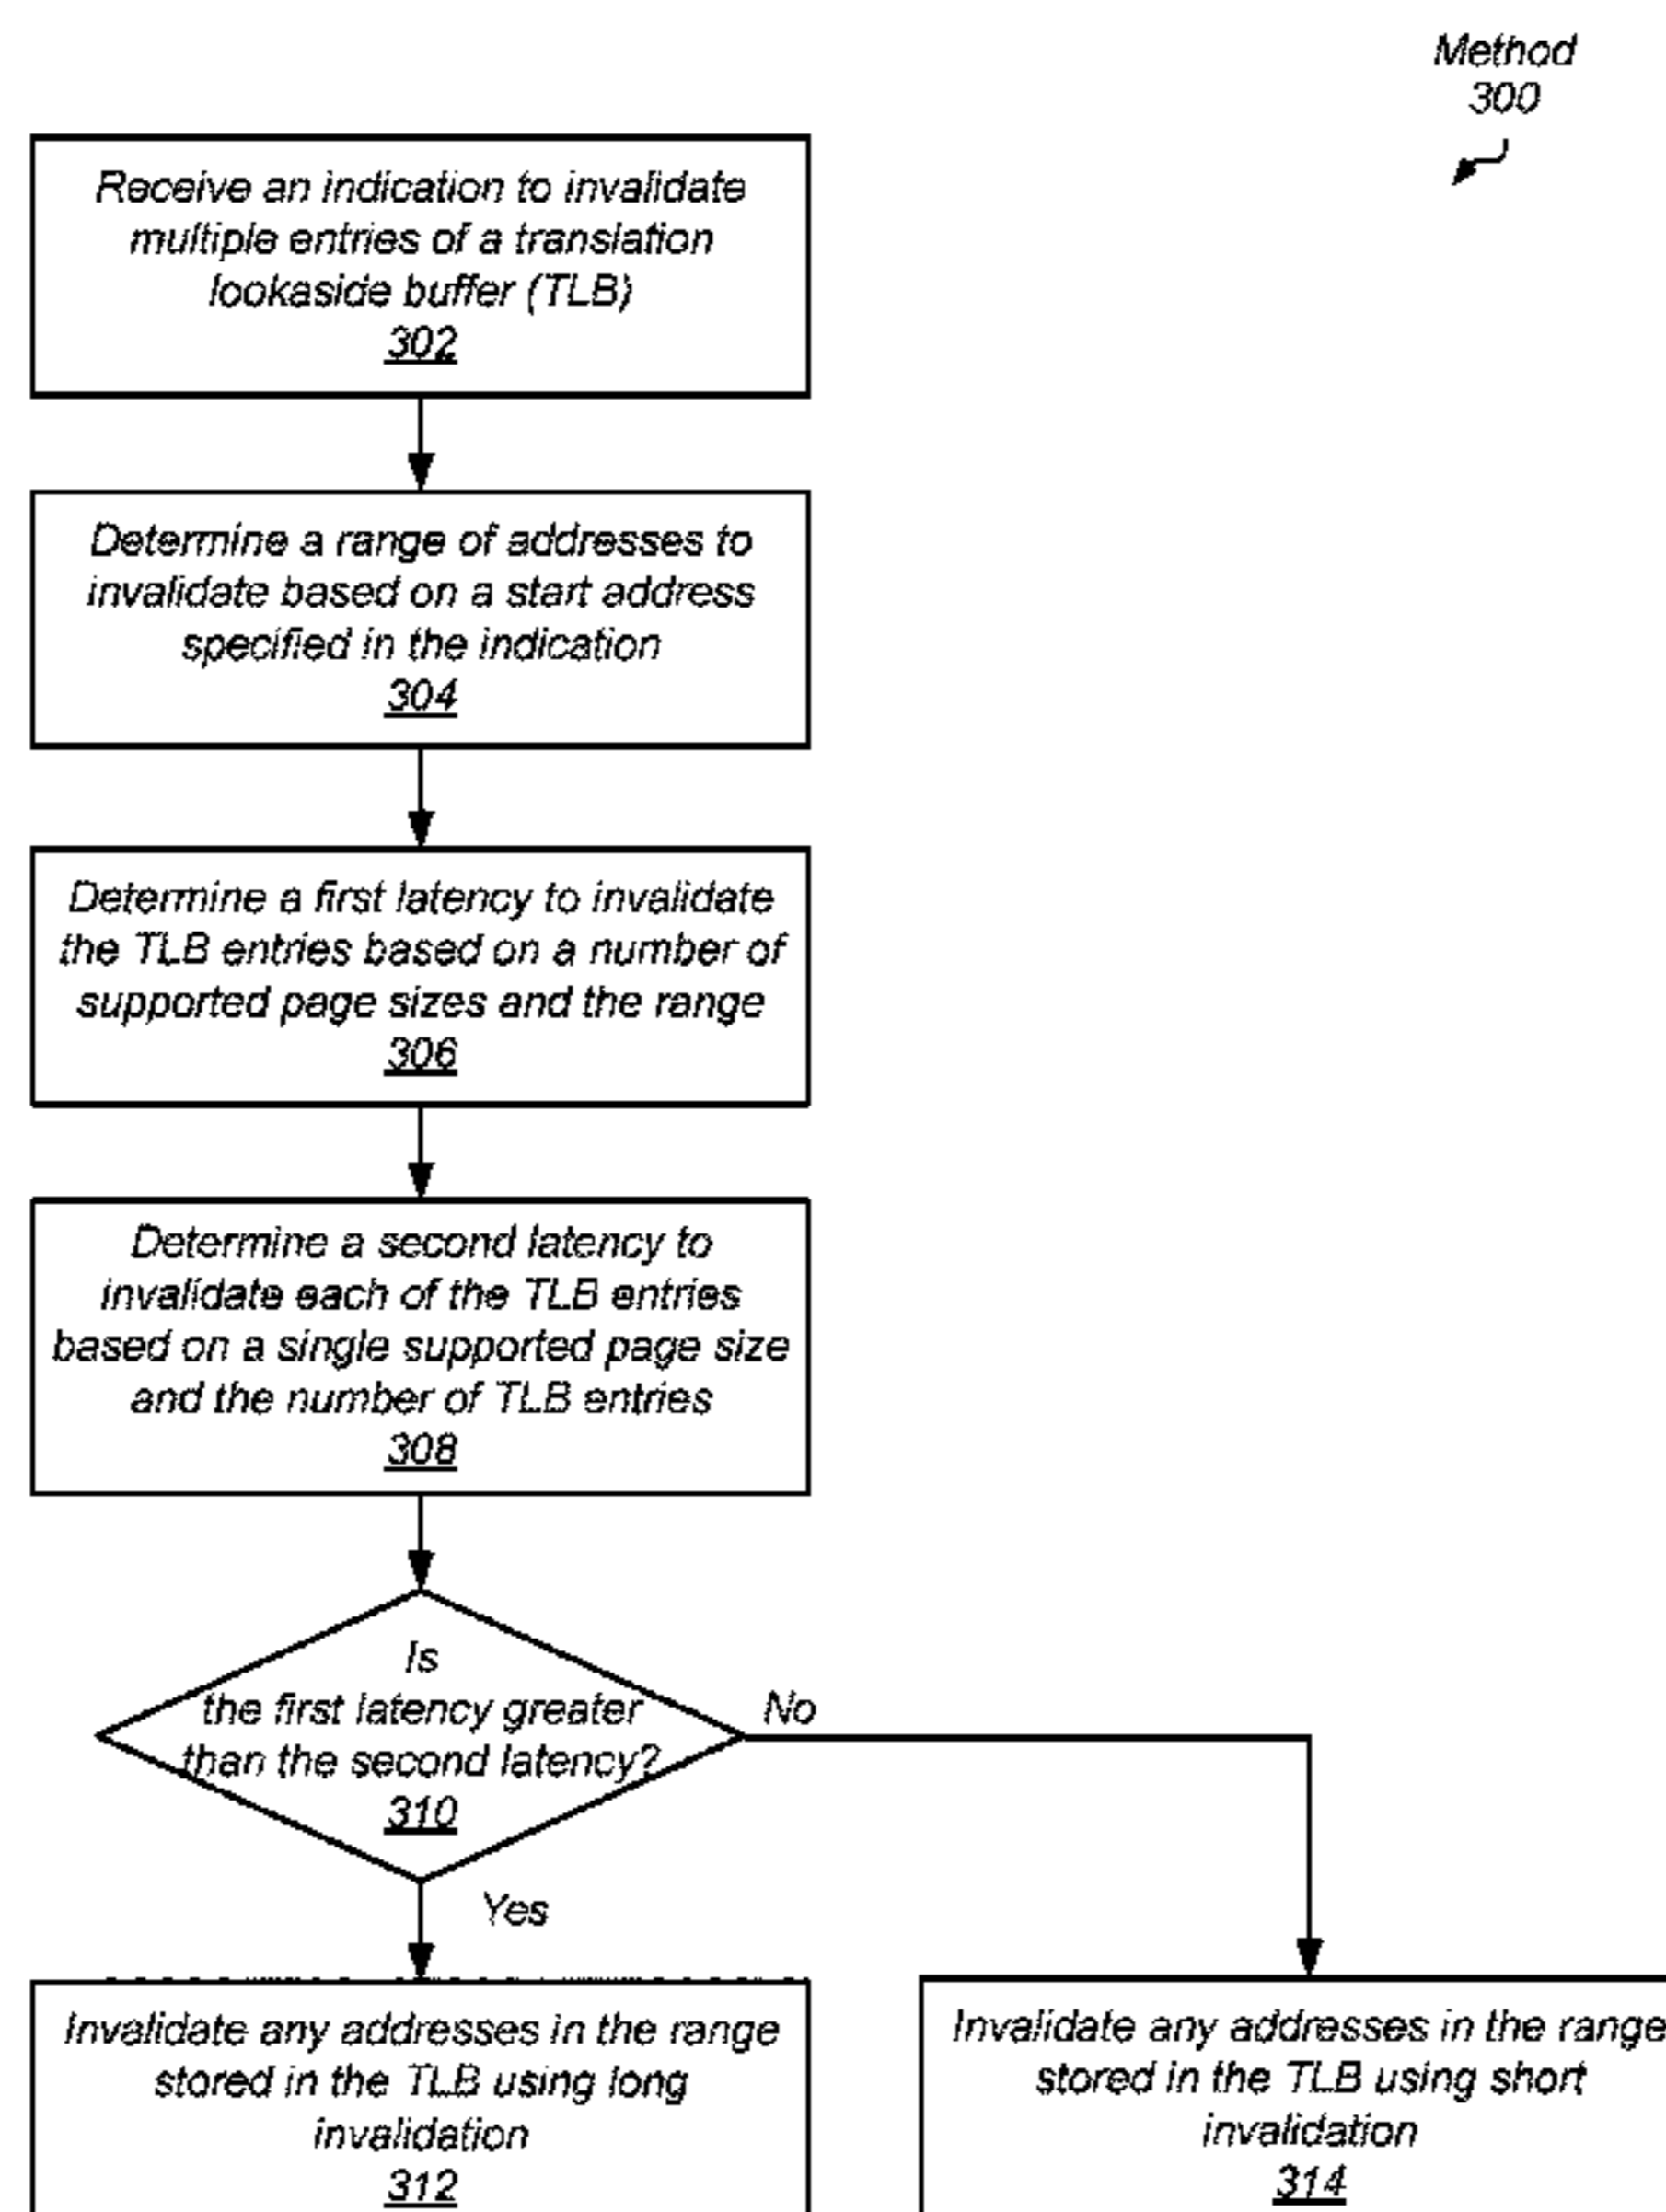 Method
300
Receive an indication to invalidate
multiple entries of a translation
lookaside buffer (TLB)
302
Determine a range of addresses to
invalidate based on a start address
specified in the indication
304
Determine a first latency to invalidate
the TLB entries based on a number of
supported page sizes and the range
306
Determine a second latency to
invalidate each of the TLB entries
based on a single supported page size
and the number of TLB entries
308
Is
the first latency greater
than the second latency?
310
No
Yes
Invalidate any addresses in the range
stored in the TLB using long
invalidation
312
Invalidate any addresses in the range
stored in the TLB using short
invalidation
314